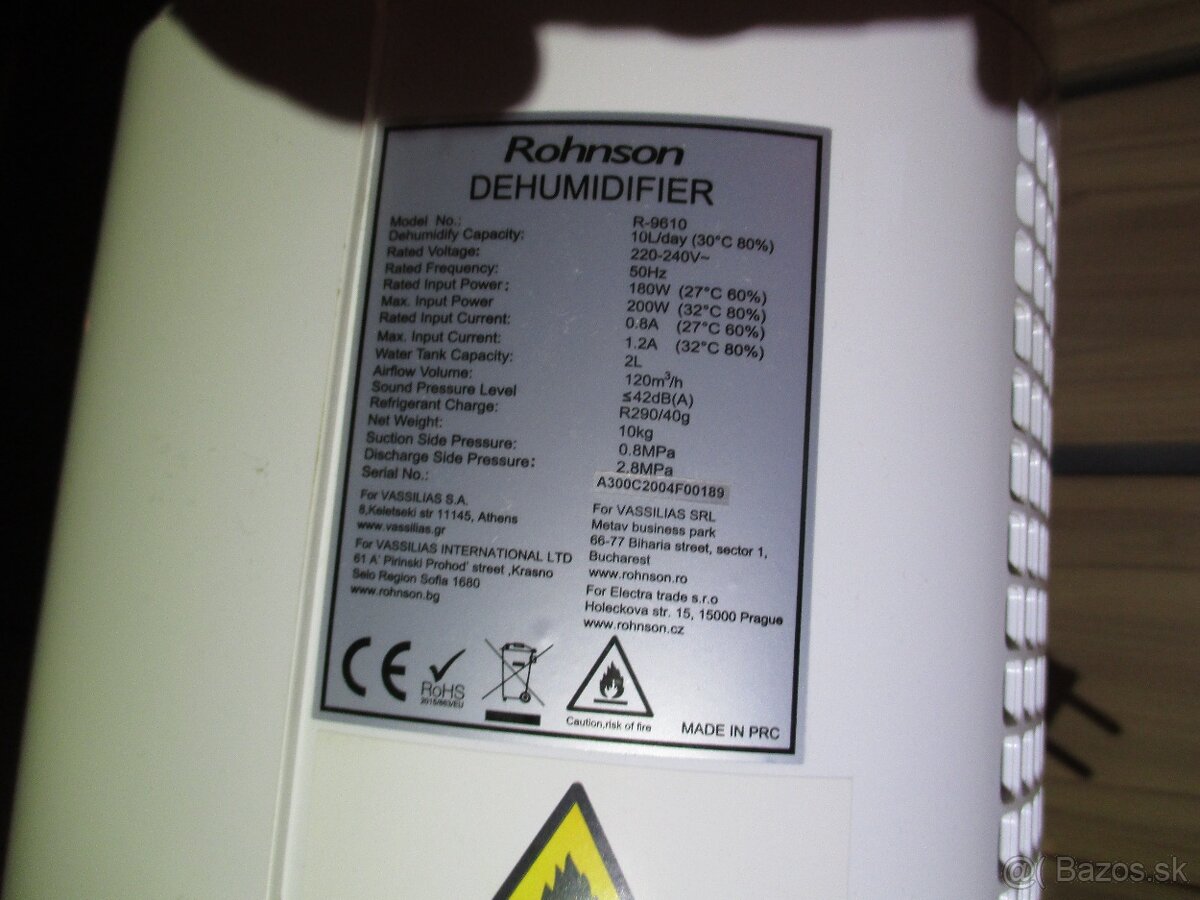 Rohnson
DEHUMIDIFIER
Model No.: R-9610
Dehumidify Capacity: 10L/day (30°C 80%)
Rated Voltage: 220-240V~
Rated Frequency: 50Hz
Rated Input Power: 180W (27°C 60%)
Max. Input Power 200W (32°C 80%)
Rated Input Current: 0.8A (27°C 60%)
Max. Input Current: 1.2A (32°C 80%)
Water Tank Capacity: 2L
Airflow Volume: 120m³/h
Sound Pressure Level ≤42dB(A)
Refrigerant Charge: R290/40g
Net Weight: 10kg
Suction Side Pressure: 0.8MPa
Discharge Side Pressure: 2.8MPa
Serial No.: A300C2004F00189
For VASSILIAS S.A.
8,Keletseki str 11145, Athens
www.vassilias.gr
For VASSILIAS INTERNATIONAL LTD
61 A' Pirinski Prohod' street ,Krasno
Selo Region Sofia 1680
www.rohnson.bg
For VASSILIAS SRL
Metav business park
66-77 Biharia street, sector 1,
Bucharest
www.rohnson.ro
For Electra trade s.r.o
Holeckova str. 15, 15000 Prague
www.rohnson.cz
CE
RoHS
2015/863/EU
Caution,risk of fire
MADE IN PRC
@( Bazos.sk